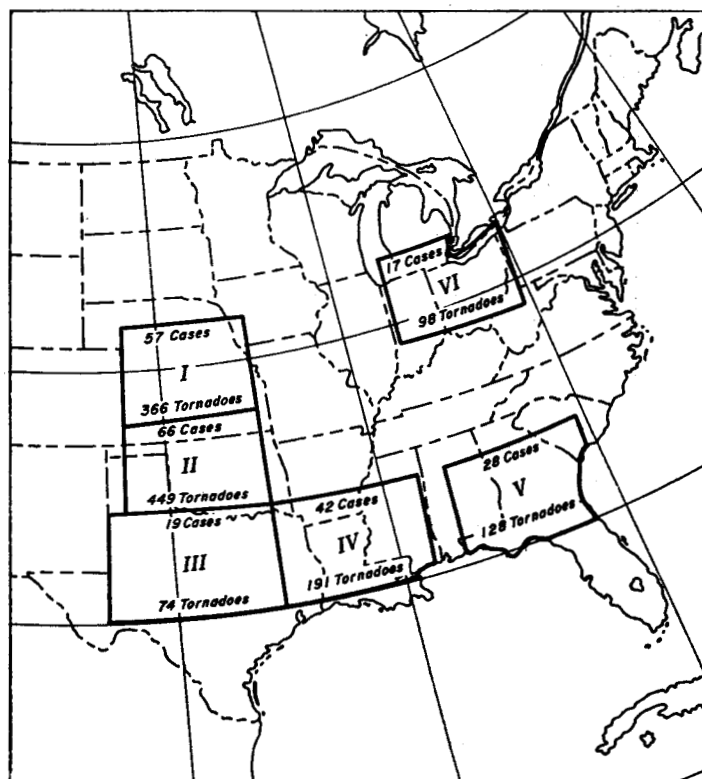 17 Cases
VI
98 Tornadoes
57 Cases
I
366 Tornadoes
66 Cases
II
449 Tornadoes
19 Cases
III
74 Tornadoes
42 Cases
IV
191 Tornadoes
28 Cases
V
128 Tornadoes